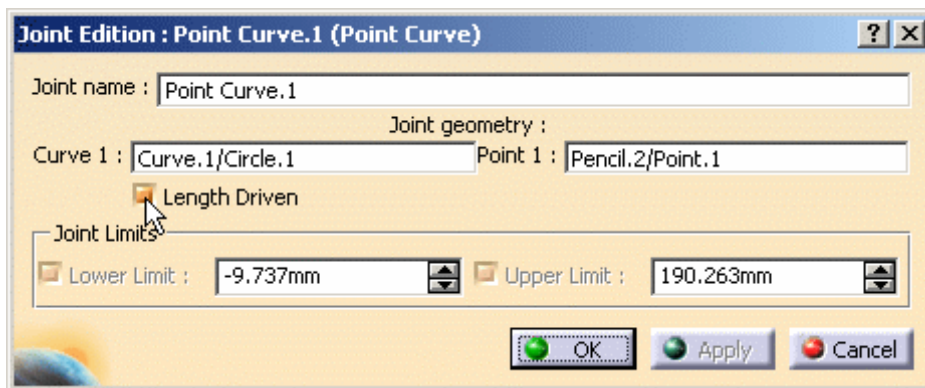 Joint Edition : Point Curve.1 (Point Curve)
Joint name : Point Curve.1
Joint geometry :
Curve 1 : Curve.1/Circle.1 Point 1 : Pencil.2/Point.1
Length Driven
Joint Limits
Lower Limit : -9.737mm Upper Limit : 190.263mm
OK Apply Cancel